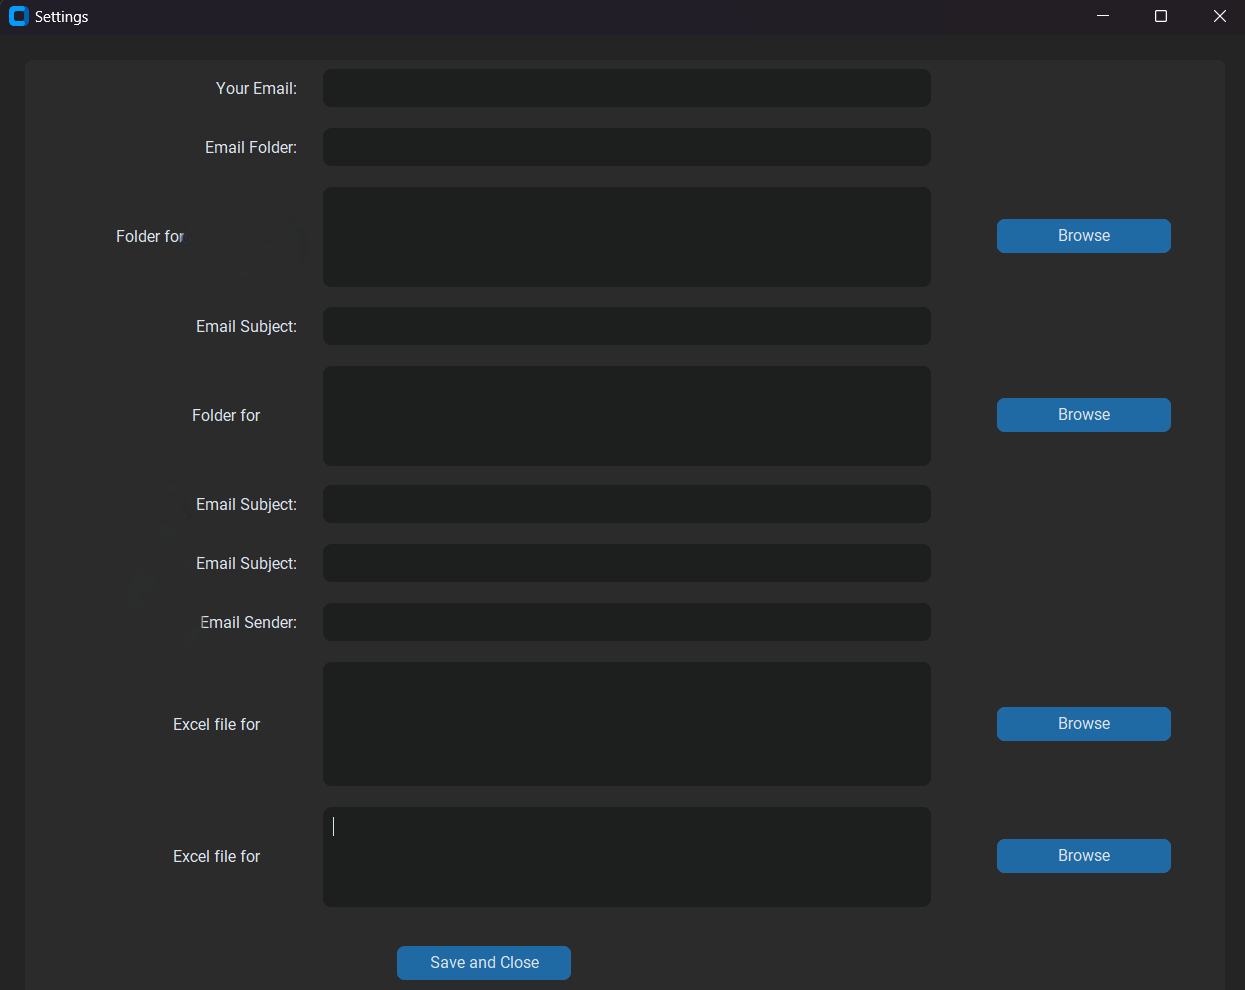 Settings
Your Email:
Email Folder:
Folder for
Browse
Email Subject:
Folder for
Browse
Email Subject:
Email Subject:
Email Sender:
Excel file for
Browse
Excel file for
Browse
Save and Close